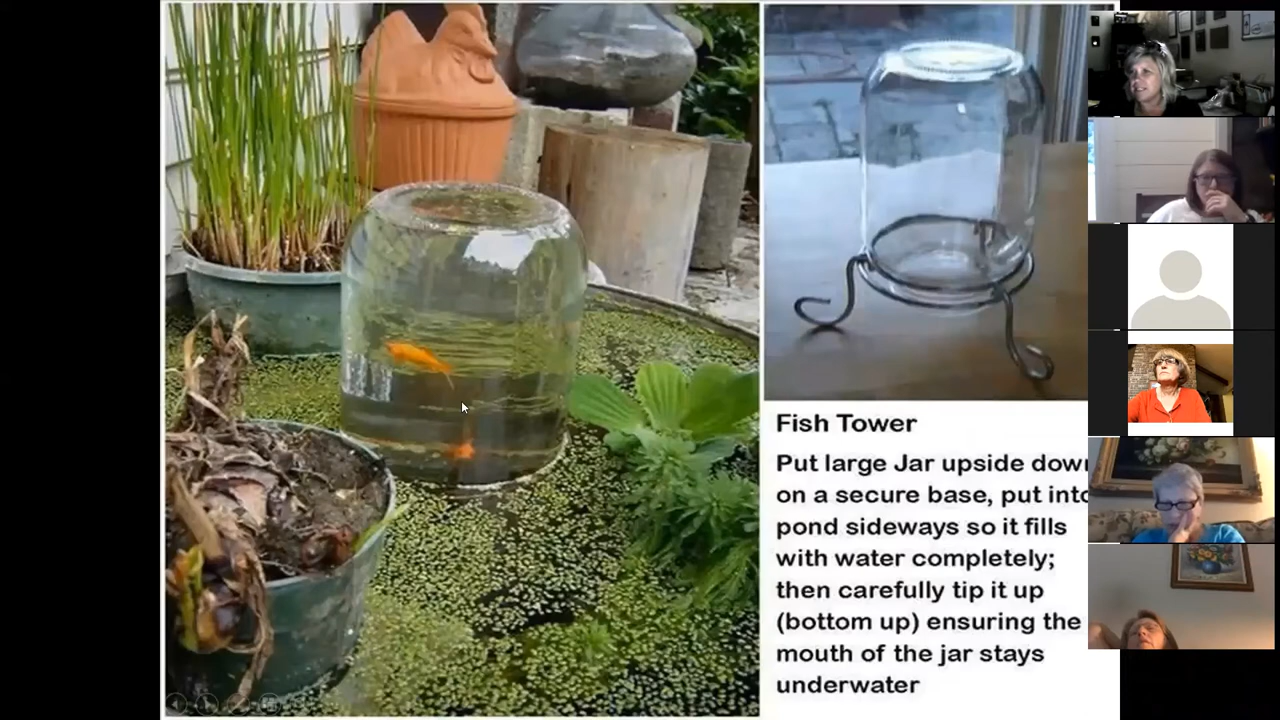 Fish Tower
Put large Jar upside down
on a secure base, put into
pond sideways so it fills
with water completely;
then carefully tip it up
(bottom up) ensuring the
mouth of the jar stays
underwater